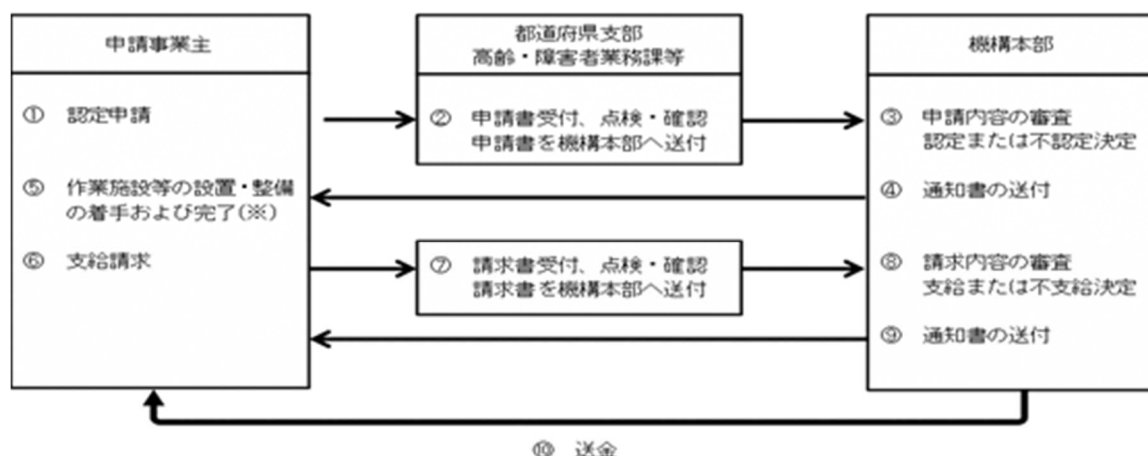 申請事業主
都道府県支部
高齢・障害者業務課等
機構本部
① 認定申請
② 申請書受付、点検・確認
申請書を機構本部へ送付
③ 申請内容の審査
認定または不認定決定
④ 通知書の送付
⑤ 作業施設等の設置・整備
の着手および完了(※)
⑥ 支給請求
⑦ 請求書受付、点検・確認
請求書を機構本部へ送付
⑧ 請求内容の審査
支給または不支給決定
⑨ 通知書の送付
⑩ 送金